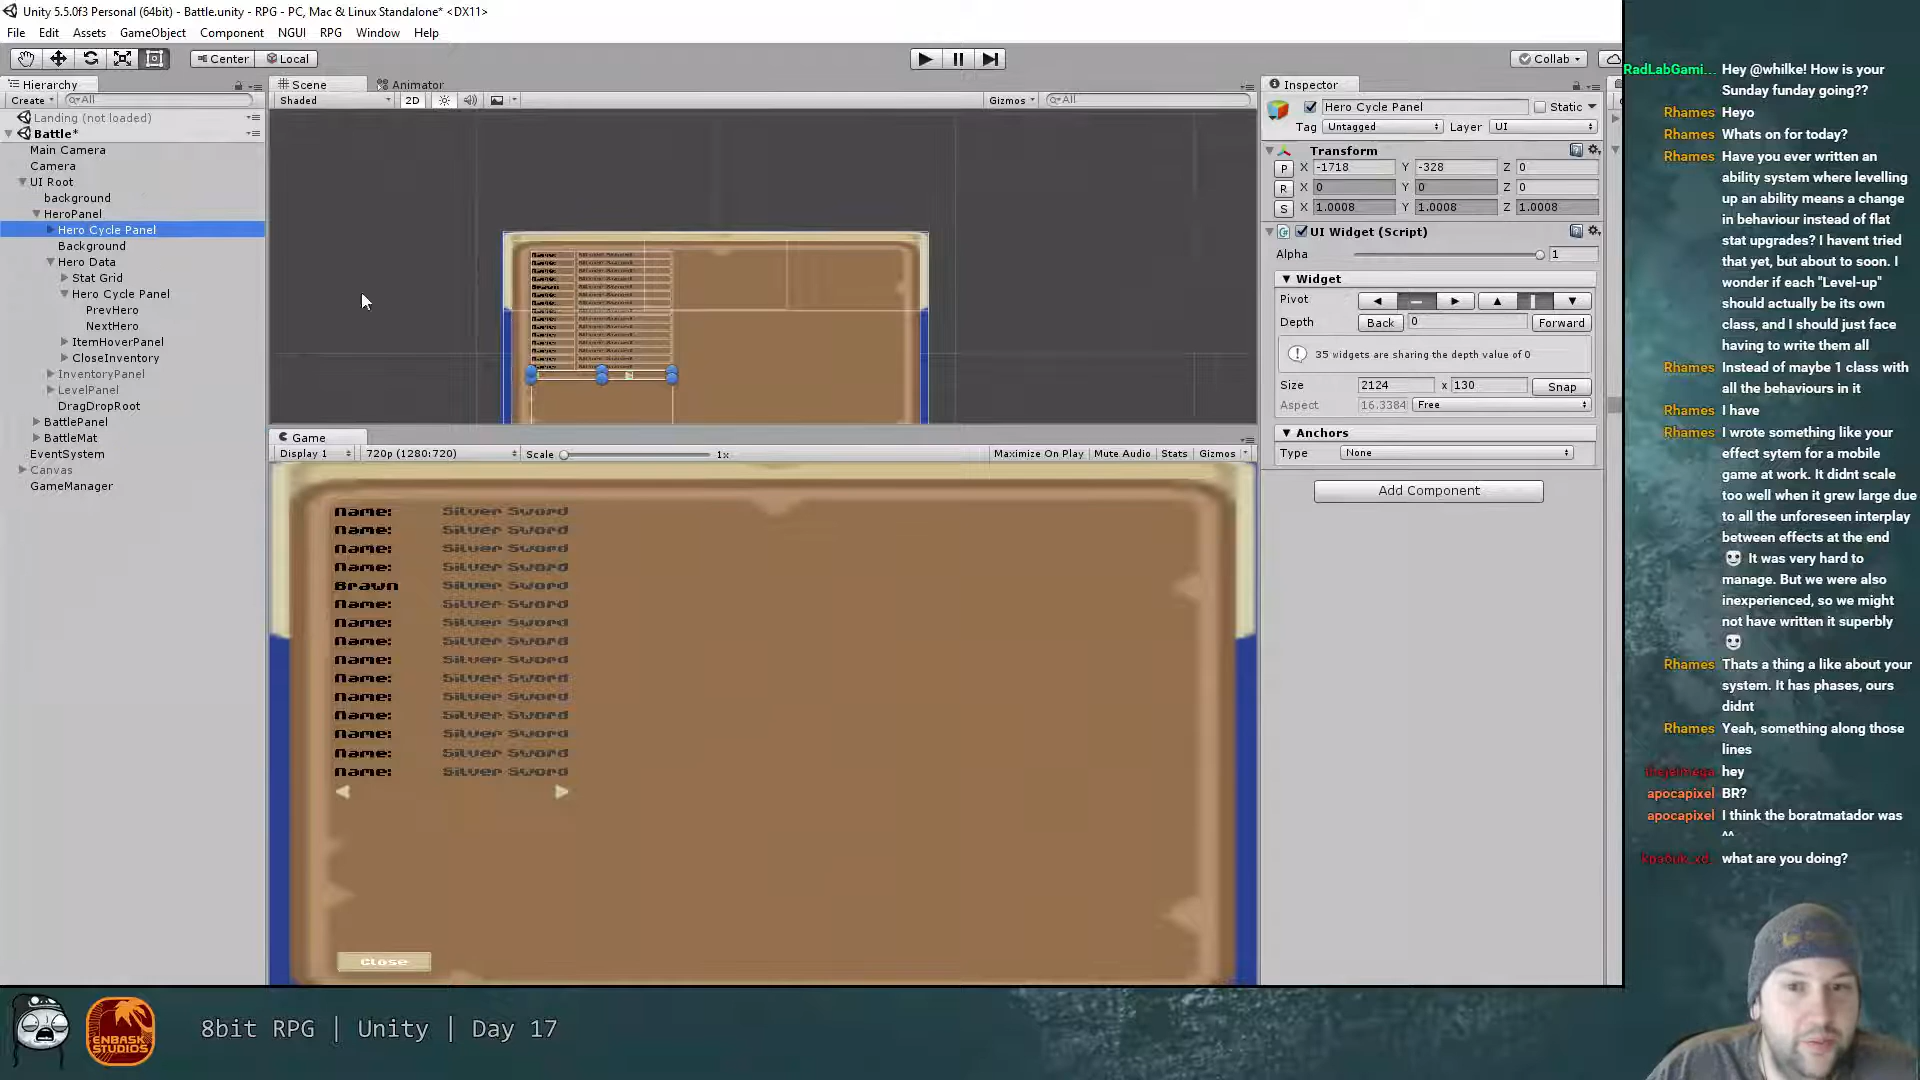 Unity 5.5.0f3 Personal (64bit) - Battle.unity - RPG - PC, Mac & Linux Standalone* <DX11>
File Edit Assets GameObject Component NGUI RPG Window Help
Center Local Collab
Hierarchy
Create All
Landing (not loaded)
Battle*
Main Camera
Camera
UI Root
background
HeroPanel
Hero Cycle Panel
Background
Hero Data
Stat Grid
Hero Cycle Panel
PrevHero
NextHero
ItemHoverPanel
CloseInventory
InventoryPanel
LevelPanel
DragDropRoot
BattlePanel
BattleMat
EventSystem
Canvas
GameManager
Scene Animator
Shaded 2D Gizmos All
Game
Display 1 720p (1280:720) Scale 1x Maximize On Play Mute Audio Stats Gizmos
Name: Silver Sword
Name: Silver Sword
Name: Silver Sword
Name: Silver Sword
Brawn Silver Sword
Name: Silver Sword
Name: Silver Sword
Name: Silver Sword
Name: Silver Sword
Name: Silver Sword
Name: Silver Sword
Name: Silver Sword
Name: Silver Sword
Name: Silver Sword
Name: Silver Sword
Close
Inspector
Hero Cycle Panel Static
Tag Untagged Layer UI
Transform
P X -1718 Y -328 Z 0
R X 0 Y 0 Z 0
S X 1.0008 Y 1.0008 Z 1.0008
UI Widget (Script)
Alpha 1
Widget
Pivot
Depth Back 0 Forward
35 widgets are sharing the depth value of 0
Size 2124 x 130 Snap
Aspect 16.3384 Free
Anchors
Type None
Add Component
RadLabGami... Hey @whilke! How is your
Sunday funday going??
Rhames Heyo
Rhames Whats on for today?
Rhames Have you ever written an
ability system where levelling
up an ability means a change
in behaviour instead of flat
stat upgrades? I havent tried
that yet, but about to soon. I
wonder if each "Level-up"
should actually be its own
class, and I should just face
having to write them all
Rhames Instead of maybe 1 class with
all the behaviours in it
Rhames I have
Rhames I wrote something like your
effect sytem for a mobile
game at work. It didnt scale
too well when it grew large due
to all the unforeseen interplay
between effects at the end
It was very hard to
manage. But we were also
inexperienced, so we might
not have written it superbly
Rhames Thats a thing a like about your
system. It has phases, ours
didnt
Rhames Yeah, something along those
lines
hey
apocapixel BR?
apocapixel I think the boratmatador was
^^
what are you doing?
ENBASK
STUDIOS
8bit RPG | Unity | Day 17